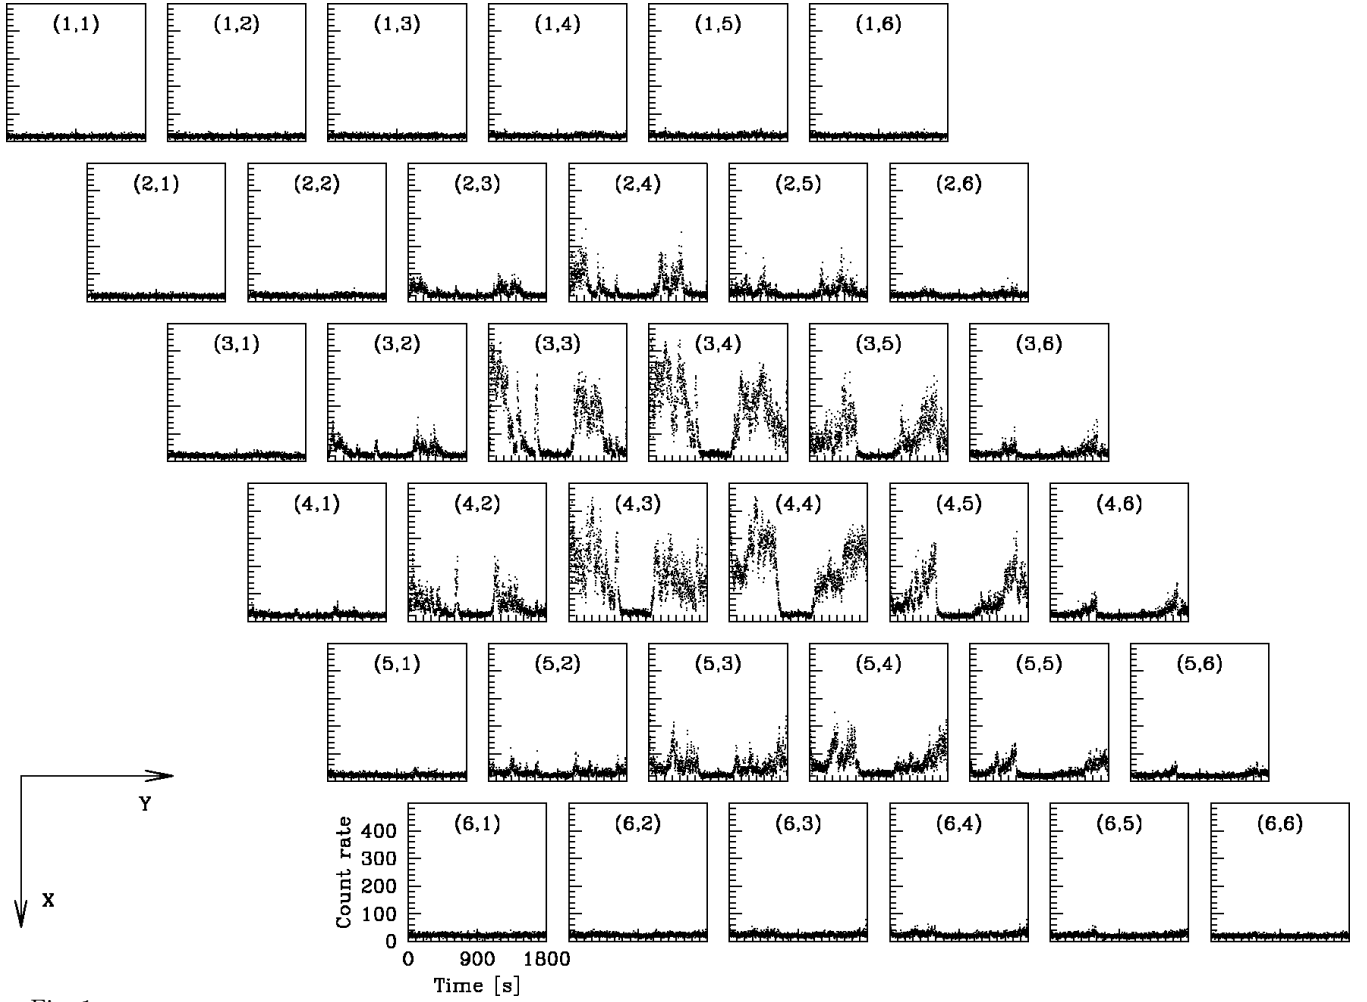 (1,1) (1,2) (1,3) (1,4) (1,5) (1,6)
(2,1) (2,2) (2,3) (2,4) (2,5) (2,6)
(3,1) (3,2) (3,3) (3,4) (3,5) (3,6)
(4,1) (4,2) (4,3) (4,4) (4,5) (4,6)
(5,1) (5,2) (5,3) (5,4) (5,5) (5,6)
Y
X
(6,1) (6,2) (6,3) (6,4) (6,5) (6,6)
Count rate
400
300
200
100
0
0 900 1800
Time [s]